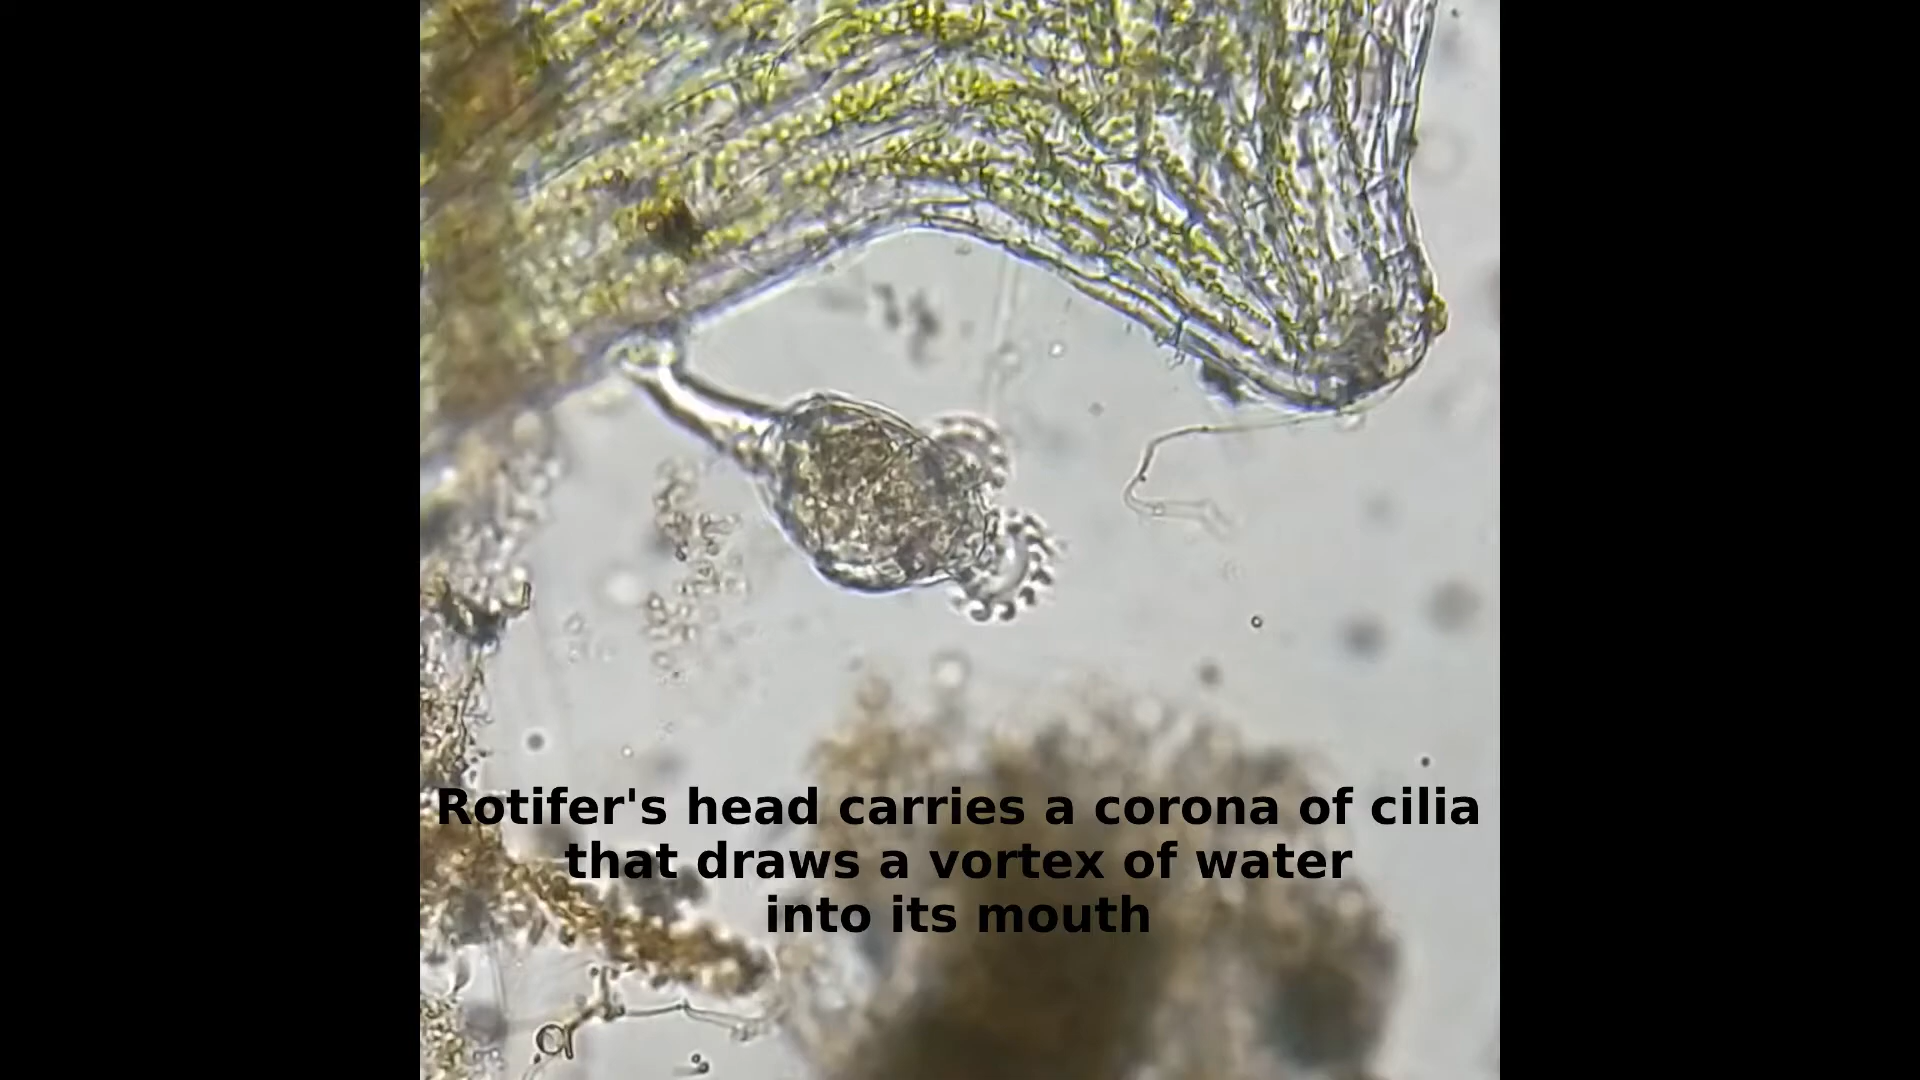 Rotifer's head carries a corona of cilia
that draws a vortex of water
into its mouth